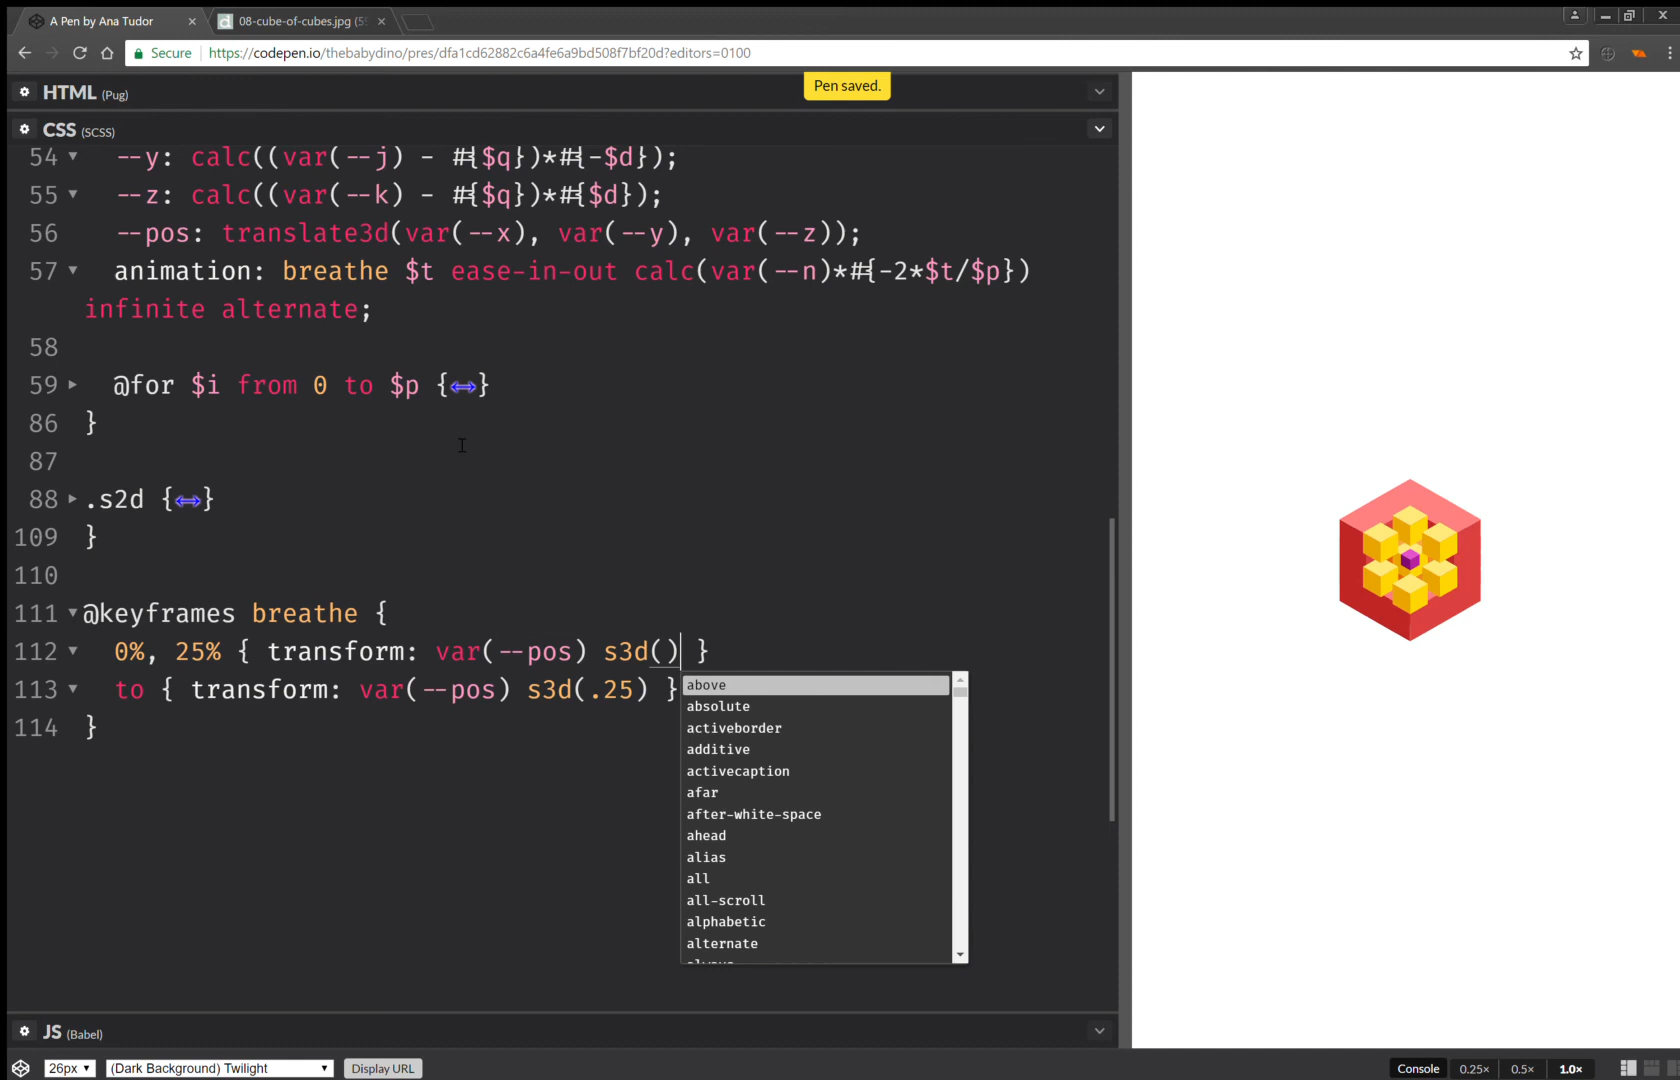 A Pen by Ana Tudor
08-cube-of-cubes.jpg (55
Secure
https://codepen.io/thebabydino/pres/dfa1cd62882c6a4fe6a9bd508f7bf20d?editors=0100
HTML (Pug)
Pen saved.
CSS (SCSS)
54 --y: calc((var(--j) - #{$q})*#{-$d});
55 --z: calc((var(--k) - #{$q})*#{$d});
56 --pos: translate3d(var(--x), var(--y), var(--z));
57 animation: breathe $t ease-in-out calc(var(--n)*#{-2*$t/$p})
infinite alternate;
58
59 @for $i from 0 to $p {↔}
86 }
87
88 .s2d {↔}
109 }
110
111 @keyframes breathe {
112 0%, 25% { transform: var(--pos) s3d() }
113 to { transform: var(--pos) s3d(.25) }
114 }
above
absolute
activeborder
additive
activecaption
afar
after-white-space
ahead
alias
all
all-scroll
alphabetic
alternate
JS (Babel)
26px
(Dark Background) Twilight
Display URL
Console
0.25×
0.5×
1.0×